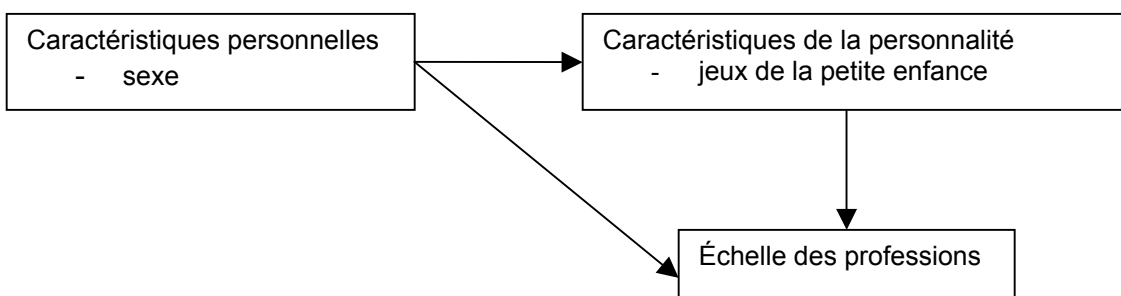 Caractéristiques personnelles
- sexe
Caractéristiques de la personnalité
- jeux de la petite enfance
Échelle des professions